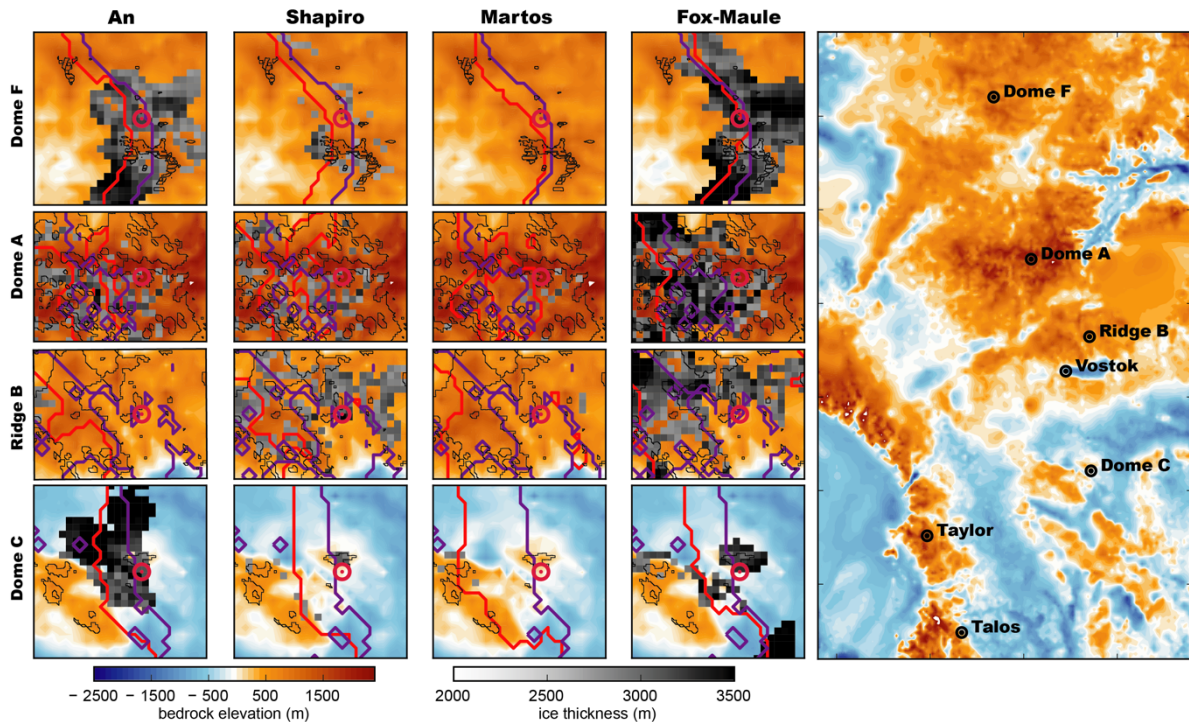 An
Shapiro
Martos
Fox-Maule
Dome F
Dome A
Ridge B
Dome C
Dome F
Dome A
Ridge B
Vostok
Dome C
Taylor
Talos
− 2500 −1500 − 500 500 1500
bedrock elevation (m)
2000 2500 3000 3500
ice thickness (m)